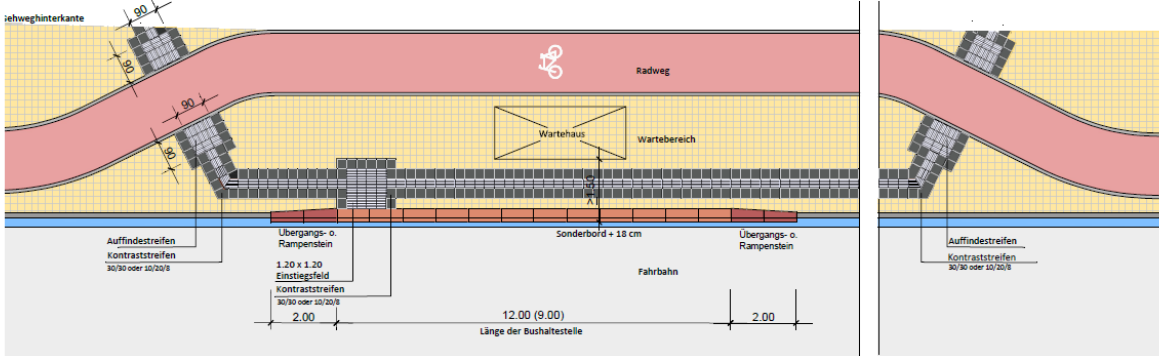 90
Gehweghinterkante
90
90
90
Radweg
Wartehaus
Wartebereich
>1.50
Übergangs- o.
Rampenstein
Sonderbord + 18 cm
Übergangs- o.
Rampenstein
Auffindestreifen
Kontraststreifen
30/30 oder 10/20/8
1.20 x 1.20
Einstiegsfeld
Kontraststreifen
30/30 oder 10/20/8
Fahrbahn
Auffindestreifen
Kontraststreifen
30/30 oder 10/20/8
2.00
12.00 (9.00)
2.00
Länge der Bushaltestelle